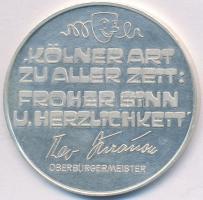 KÖLNER ART
ZU ALLER ZEIT:
FROHER SINN
U. HERZLICHKEIT
OBERBÜRGERMEISTER